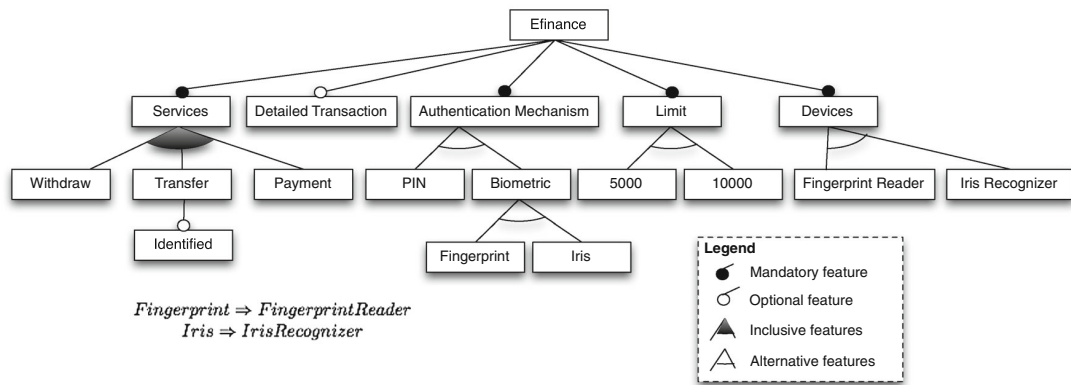 Efinance
Services
Detailed Transaction
Authentication Mechanism
Limit
Devices
Withdraw
Transfer
Payment
PIN
Biometric
5000
10000
Fingerprint Reader
Iris Recognizer
Identified
Fingerprint
Iris
Legend
Mandatory feature
Optional feature
Inclusive features
Alternative features
Fingerprint ⇒ FingerprintReader
Iris ⇒ IrisRecognizer